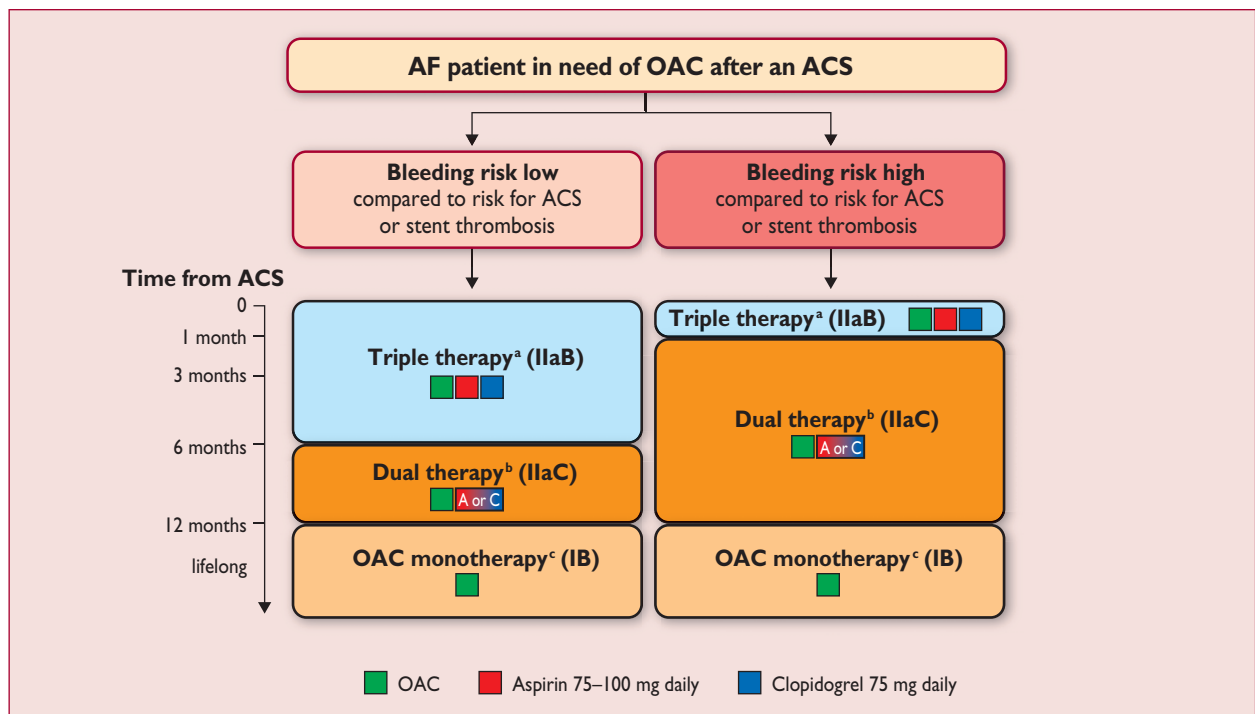 AF patient in need of OAC after an ACS
Bleeding risk low
compared to risk for ACS
or stent thrombosis
Bleeding risk high
compared to risk for ACS
or stent thrombosis
Time from ACS
0
1 month
3 months
6 months
12 months
lifelong
Triple therapyᵃ (IIaB)
Dual therapyᵇ (IIaC)
A or C
OAC monotherapyᶜ (IB)
Triple therapyᵃ (IIaB)
Dual therapyᵇ (IIaC)
A or C
OAC monotherapyᶜ (IB)
OAC
Aspirin 75–100 mg daily
Clopidogrel 75 mg daily